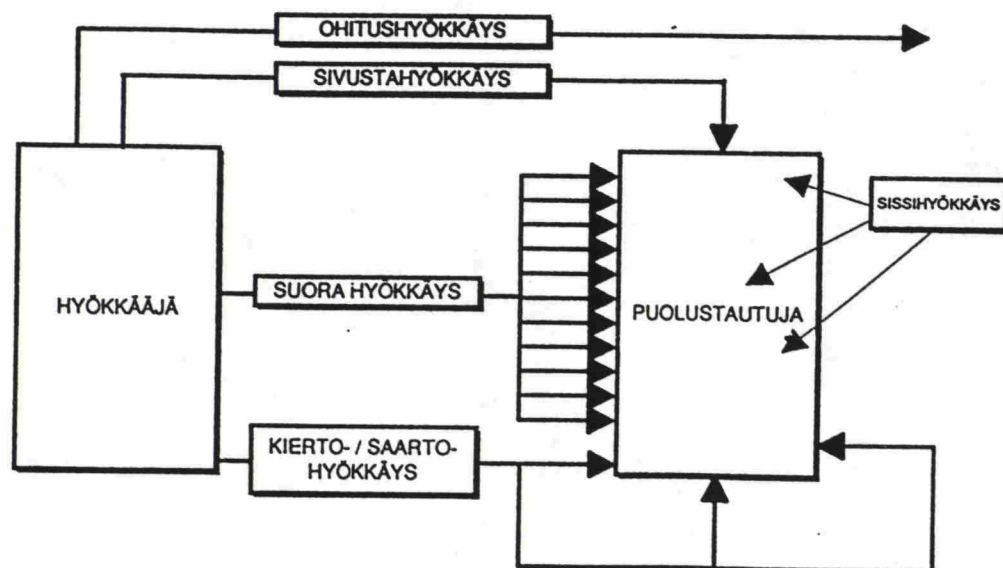 OHITUSHYÖKKÄYS
SIVUSTAHYÖKKÄYS
SISSIHYÖKKÄYS
HYÖKKÄÄJÄ
SUORA HYÖKKÄYS
PUOLUSTAUTUJA
KIERTO- / SAARTO-
HYÖKKÄYS